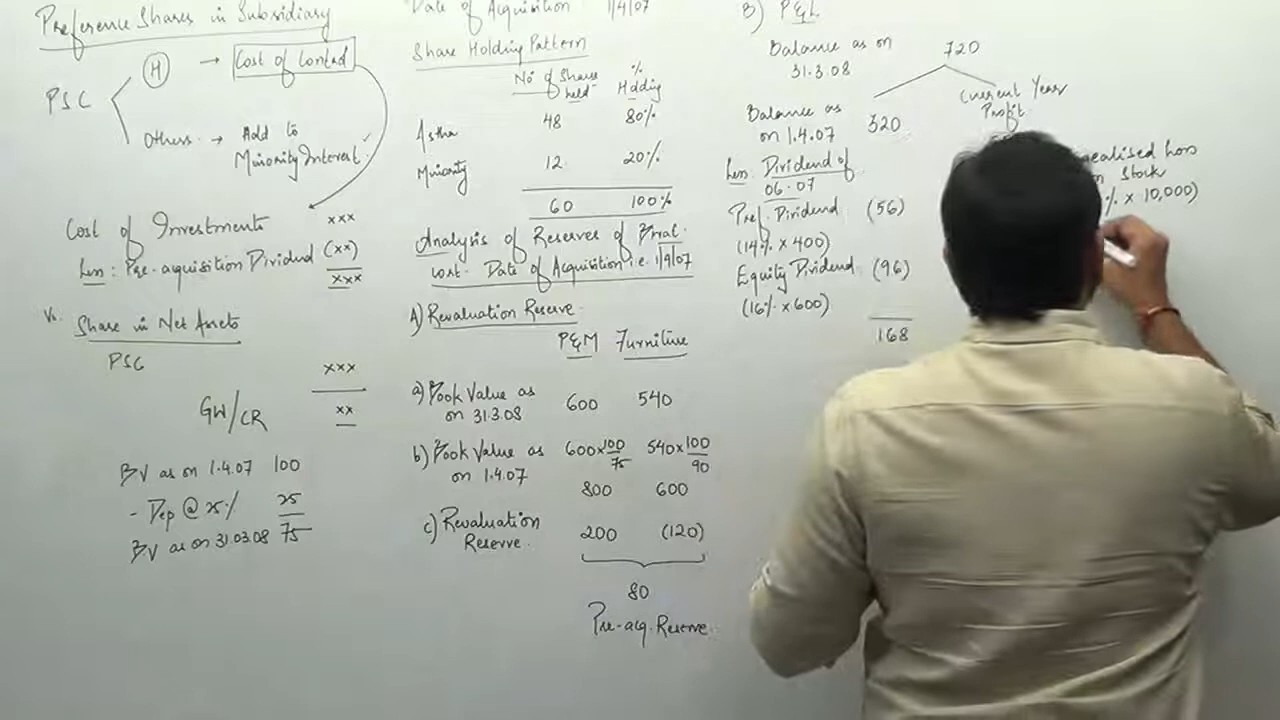 Preference Shares in Subsidiary
PSC
H → Cost of Control
Others → Add to
Minority Interest
Cost of Investments xxx
Less: Pre-aquisition Dividend (xx)
xxx
Vs. Share in Net Assets
PSC xxx
GW/CR xx
BV as on 1.4.07 100
- Dep @ 25% 25
BV as on 31.03.08 75
Date of Acquisition 1/4/07
Share Holding Pattern
No of Shares held % Holding
Astha 48 80%
Minority 12 20%
60 100%
Analysis of Reserves of
Date of Acquisition i.e. 1/9/07
A) Revaluation Reserve
P&M Furniture
a) Book Value as
on 31.3.08 600 540
b) Book Value as 600x100/75 540x100/90
on 1.4.07
800 600
c) Revaluation
Reserve 200 (120)
80
Pre-acq. Reserve
B) P&L
Balance as on 720
31.3.08
Balance as
on 1.4.07 320
Less Dividend of
06-07
Pref. Dividend (56)
(14% x 400)
Equity Dividend (96)
(16% x 600)
168
Current Year
Profit
Loss
Stock
% x 10,000)